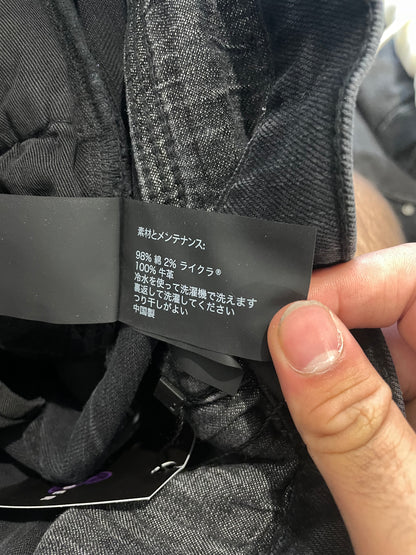 素材とメンテナンス:
98% 綿 2% ライクラ®
100% 牛革
冷水を使って洗濯機で洗えます
裏返して洗濯してください
つり干しがよい
中国製